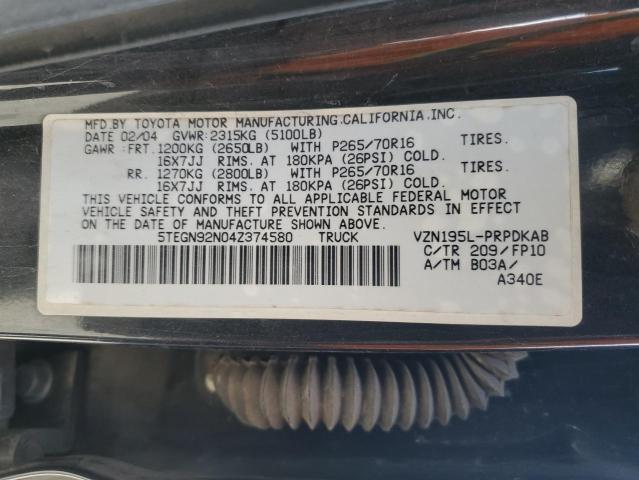 MFD.BY TOYOTA MOTOR MANUFACTURING,CALIFORNIA,INC.
DATE 02/04 GVWR:2315KG (5100LB)
GAWR :FRT.1200KG (2650LB) WITH P265/70R16 TIRES.
16X7JJ RIMS. AT 180KPA (26PSI) COLD.
RR. 1270KG (2800LB) WITH P265/70R16 TIRES.
16X7JJ RIMS. AT 180KPA (26PSI) COLD.
THIS VEHICLE CONFORMS TO ALL APPLICABLE FEDERAL MOTOR
VEHICLE SAFETY AND THEFT PREVENTION STANDARDS IN EFFECT
ON THE DATE OF MANUFACTURE SHOWN ABOVE.
5TEGN92N04Z374580 TRUCK VZN195L-PRPDKAB
C/TR 209/FP10
A/TM B03A/
A340E